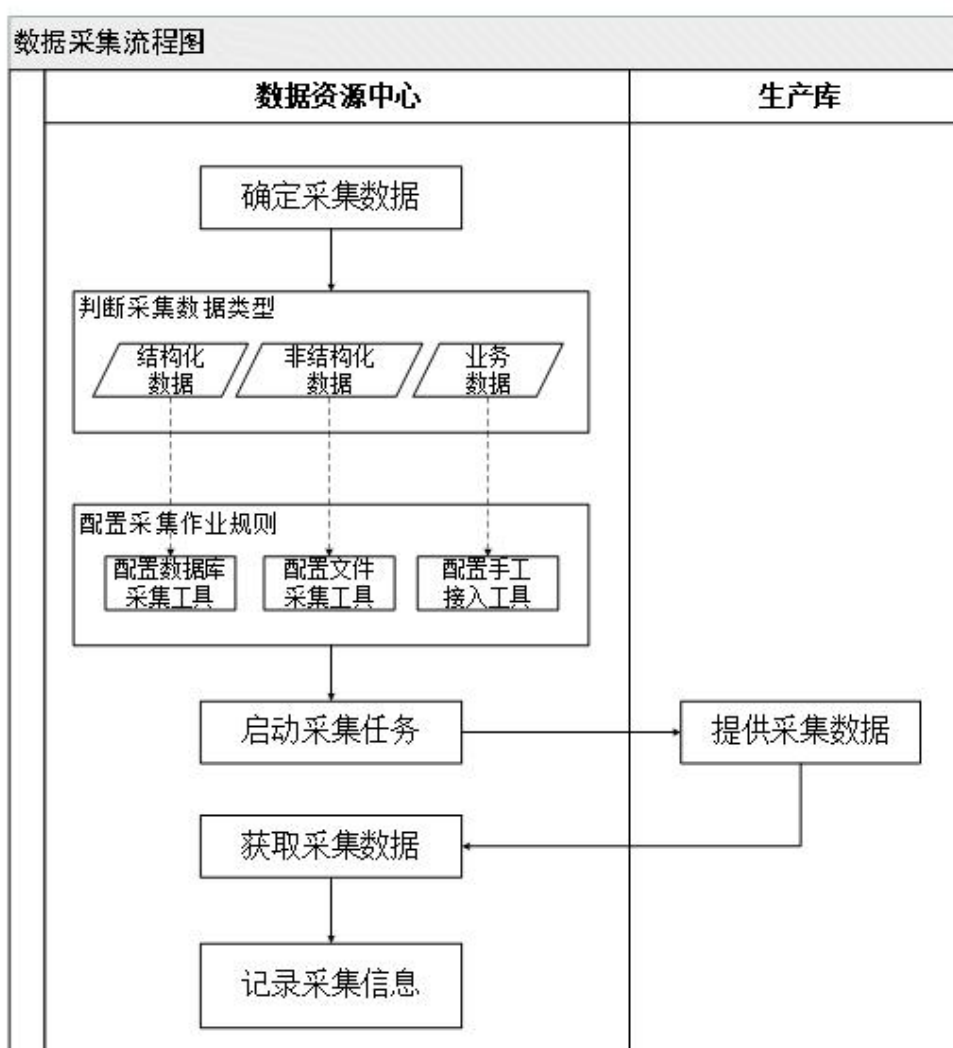 数据采集流程图
数据资源中心
生产库
确定采集数据
判断采集数据类型
结构化
数据
非结构化
数据
业务
数据
配置采集作业规则
配置数据库
采集工具
配置文件
采集工具
配置手工
接入工具
启动采集任务
提供采集数据
获取采集数据
记录采集信息